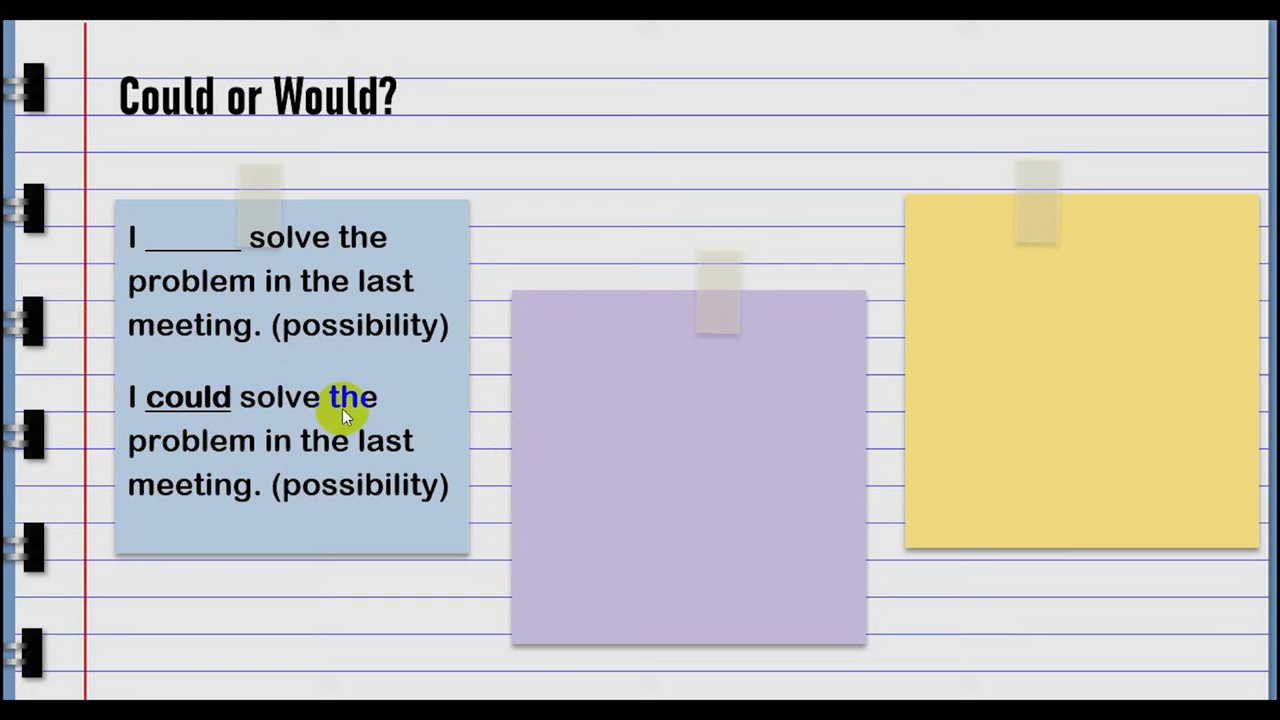 Could or Would?
I ______ solve the
problem in the last
meeting. (possibility)
I could solve the
problem in the last
meeting. (possibility)